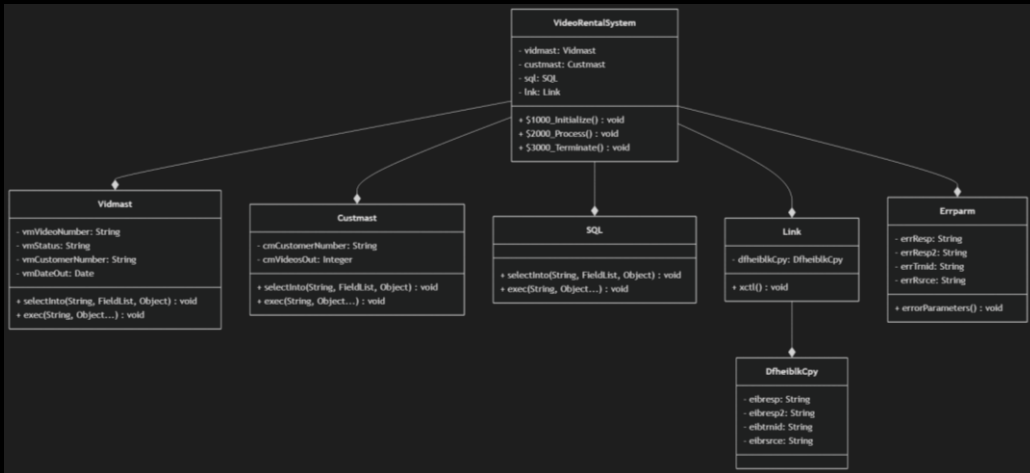 VideoRentalSystem
- vidmast: Vidmast
- custmast: Custmast
- sql: SQL
- lnk: Link
+ $1000_Initialize() : void
+ $2000_Process() : void
+ $3000_Terminate() : void
Vidmast
- vmVideoNumber: String
- vmStatus: String
- vmCustomerNumber: String
- vmDateOut: Date
+ selectInto(String, FieldList, Object) : void
+ exec(String, Object...) : void
Custmast
- cmCustomerNumber: String
- cmVideosOut: Integer
+ selectInto(String, FieldList, Object) : void
+ exec(String, Object...) : void
SQL
+ selectInto(String, FieldList, Object) : void
+ exec(String, Object...) : void
Link
- dfheiblkCpy: DfheiblkCpy
+ xctl() : void
Errparm
- errResp: String
- errResp2: String
- errTrnid: String
- errRsrce: String
+ errorParameters() : void
DfheiblkCpy
- eibresp: String
- eibresp2: String
- eibtrnid: String
- eibrsrce: String